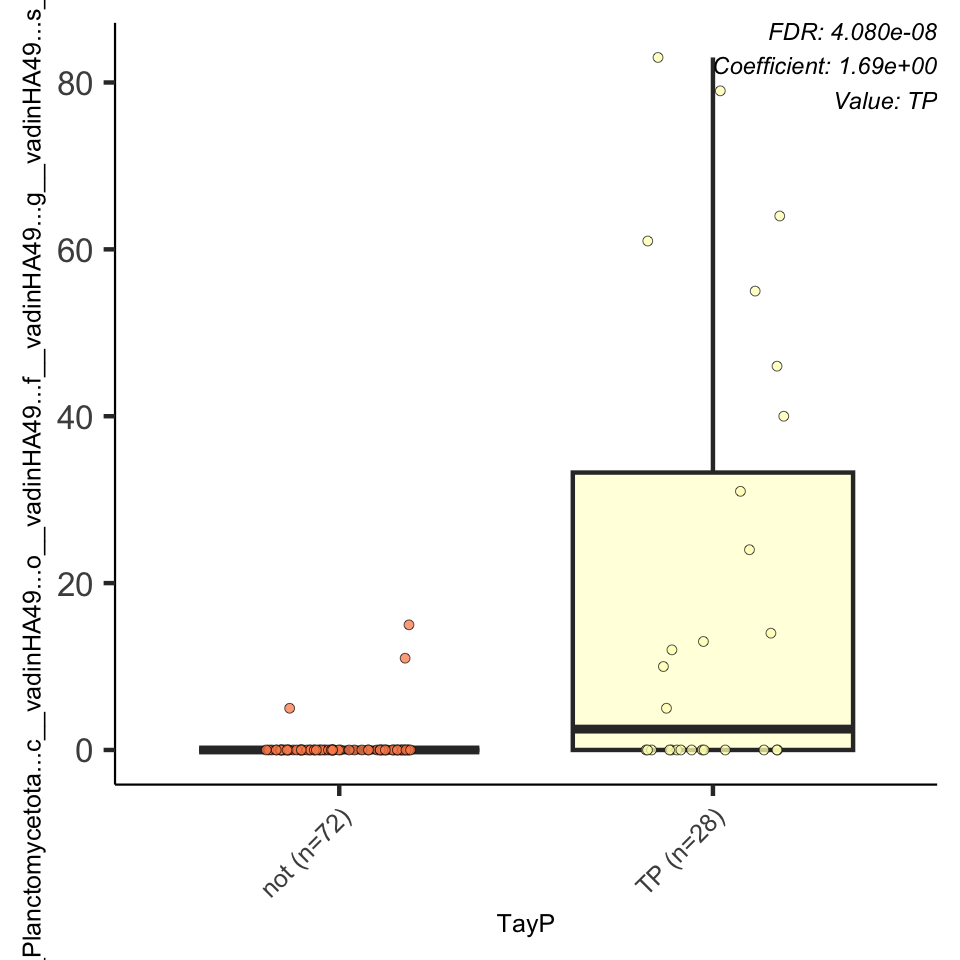 FDR: 4.080e-08
Coefficient: 1.69e+00
Value: TP
_Planctomycetota...c__vadinHA49...o__vadinHA49...f__vadinHA49...g__vadinHA49...s_
80
60
40
20
0
not (n=72)
TP (n=28)
TayP